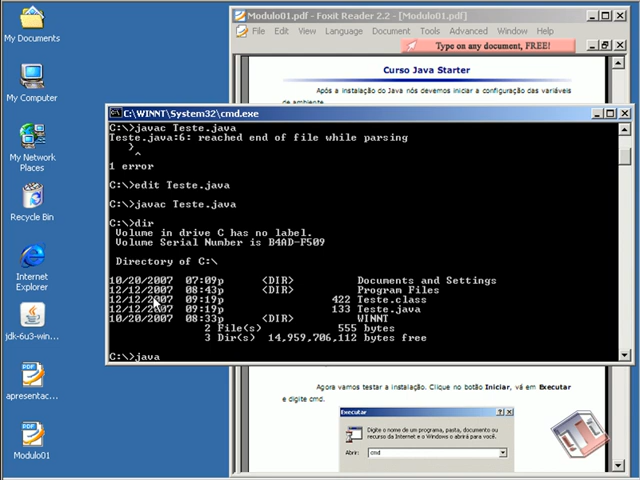 My Documents
My Computer
My Network
Places
Recycle Bin
Internet
Explorer
jdk-6u3-win...
apresentac...
Modulo01
Modulo01.pdf - Foxit Reader 2.2 - [Modulo01.pdf]
File Edit View Language Document Tools Advanced Window Help
Type on any document, FREE!
Curso Java Starter
Após a instalação do Java nós devemos iniciar a configuração das variáveis
de ambiente.
C:\WINNT\System32\cmd.exe
C:\>javac Teste.java
Teste.java:6: reached end of file while parsing
}
^
1 error
C:\>edit Teste.java
C:\>javac Teste.java
C:\>dir
Volume in drive C has no label.
Volume Serial Number is B4AD-F509
Directory of C:\
10/20/2007 07:09p <DIR> Documents and Settings
12/12/2007 08:43p <DIR> Program Files
12/12/2007 09:19p 422 Teste.class
12/12/2007 09:19p 133 Teste.java
10/20/2007 08:33p <DIR> WINNT
2 File(s) 555 bytes
3 Dir(s) 14,959,706,112 bytes free
C:\>java
Agora vamos testar a instalação. Clique no botão Iniciar, vá em Executar
e digite cmd.
Executar
Digite o nome de um programa, pasta, documento ou
recurso da Internet e o Windows o abrirá para você.
Abrir: cmd